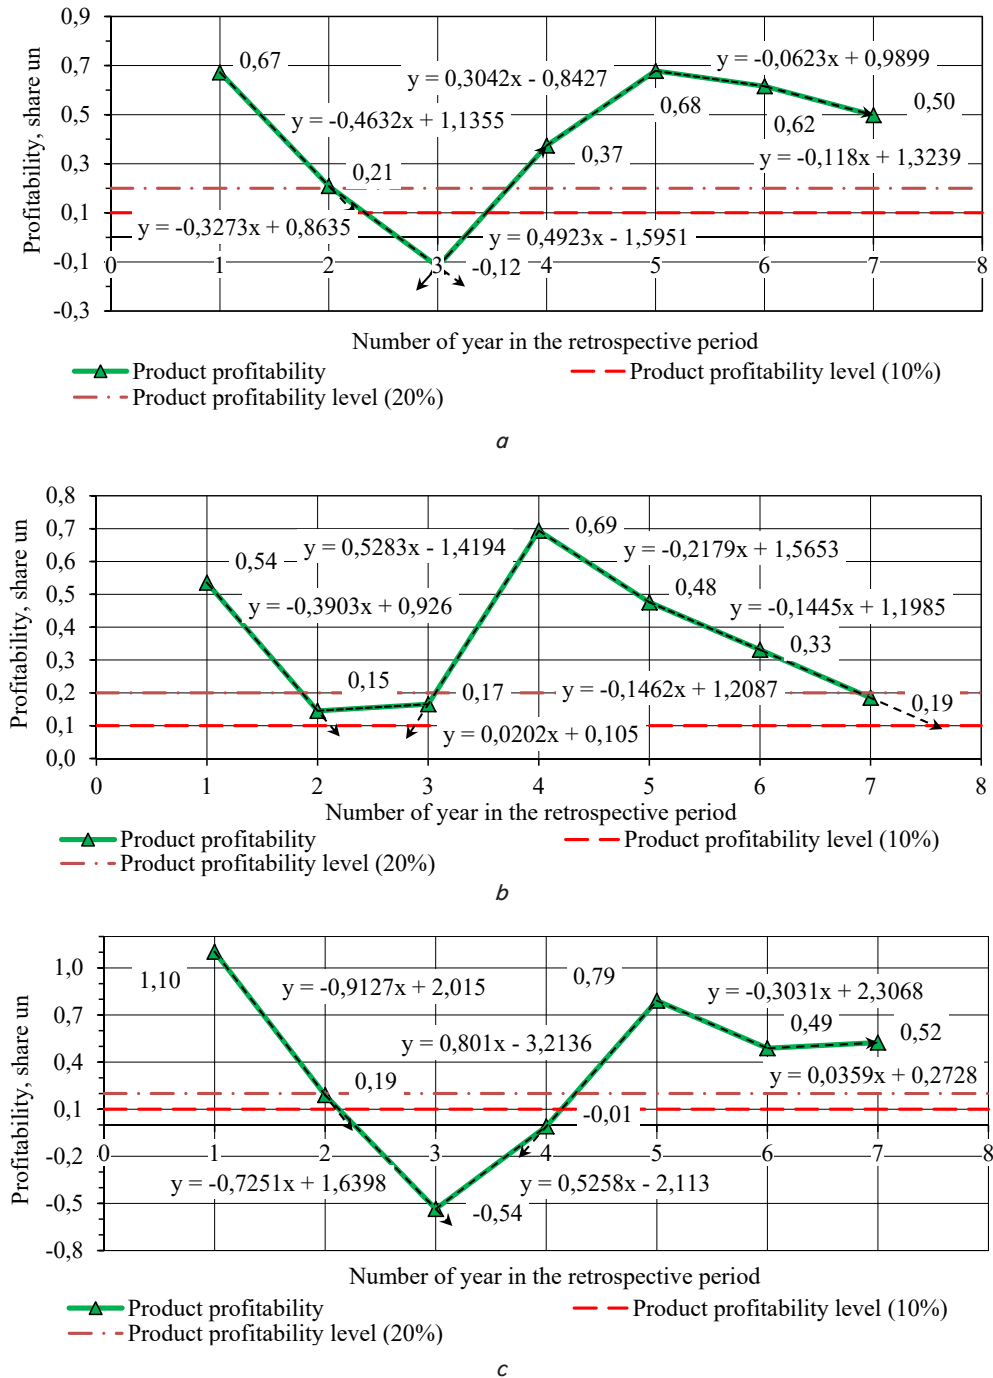 0,9
0,7
0,5
0,3
0,1
-0,1
-0,3
Profitability, share un
0,67
y = 0,3042x - 0,8427
y = -0,0623x + 0,9899
y = -0,4632x + 1,1355
0,68
0,62
0,50
0,21
0,37
y = -0,118x + 1,3239
y = -0,3273x + 0,8635
y = 0,4923x - 1,5951
-0,12
0 1 2 3 4 5 6 7 8
Number of year in the retrospective period
Product profitability
Product profitability level (10%)
Product profitability level (20%)
a
0,8
0,7
0,6
0,5
0,4
0,3
0,2
0,1
0,0
Profitability, share un
0,54
y = 0,5283x - 1,4194
0,69
y = -0,2179x + 1,5653
y = -0,3903x + 0,926
0,48
y = -0,1445x + 1,1985
0,33
0,15
0,17
y = -0,1462x + 1,2087
0,19
y = 0,0202x + 0,105
0 1 2 3 4 5 6 7 8
Number of year in the retrospective period
Product profitability
Product profitability level (10%)
Product profitability level (20%)
b
1,0
0,7
0,4
0,1
-0,2
-0,5
-0,8
Profitability, share un
1,10
y = -0,9127x + 2,015
0,79
y = -0,3031x + 2,3068
y = 0,801x - 3,2136
0,49
0,52
0,19
y = 0,0359x + 0,2728
-0,01
0 1 2 3 4 5 6 7 8
y = -0,7251x + 1,6398
y = 0,5258x - 2,113
-0,54
Number of year in the retrospective period
Product profitability
Product profitability level (10%)
Product profitability level (20%)
c